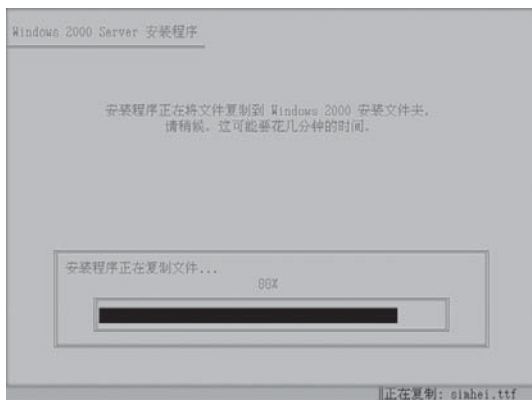 Windows 2000 Server 安装程序
安装程序正在将文件复制到 Windows 2000 安装文件夹。
请稍候。这可能要花几分钟的时间。
安装程序正在复制文件...
88%
正在复制: simhei.ttf